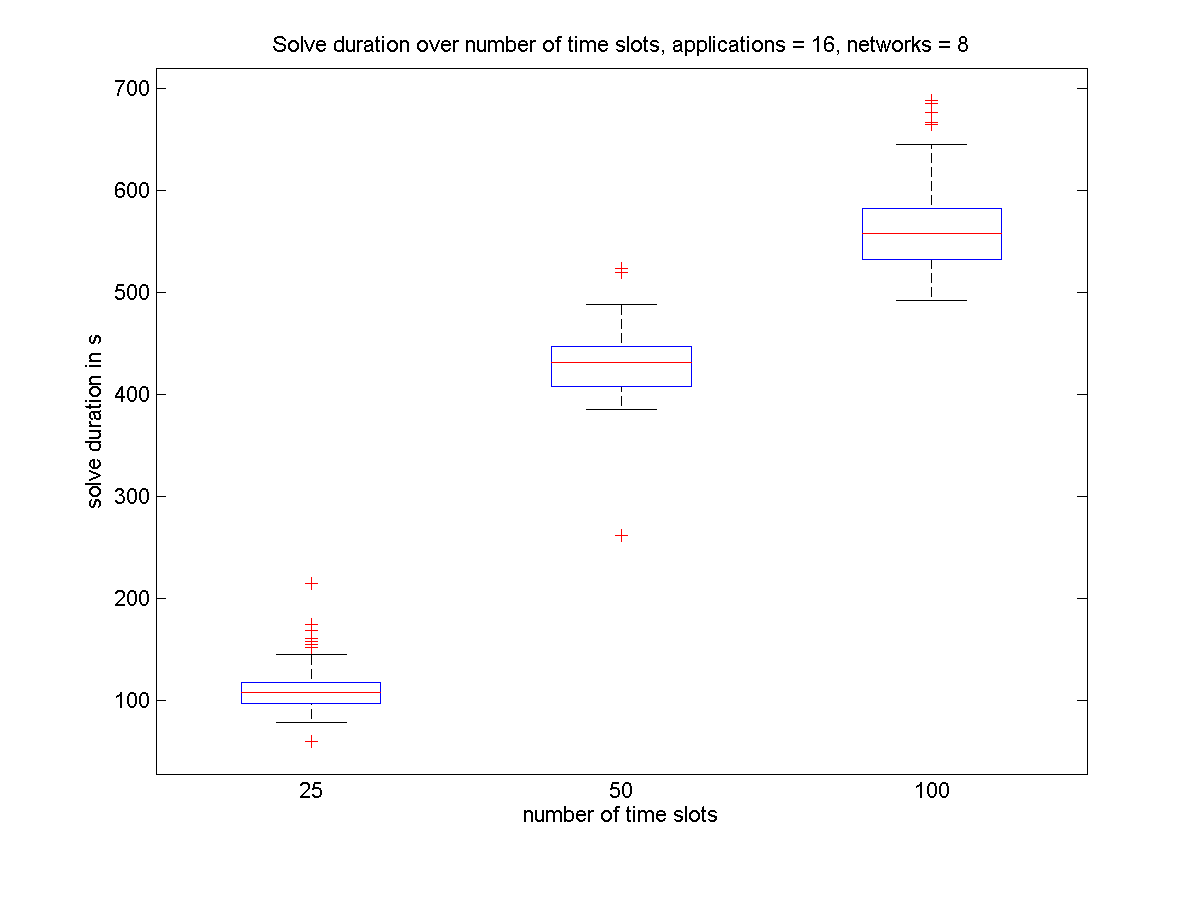 Solve duration over number of time slots, applications = 16, networks = 8
700
600
500
400
300
200
100
solve duration in s
25 50 100
number of time slots